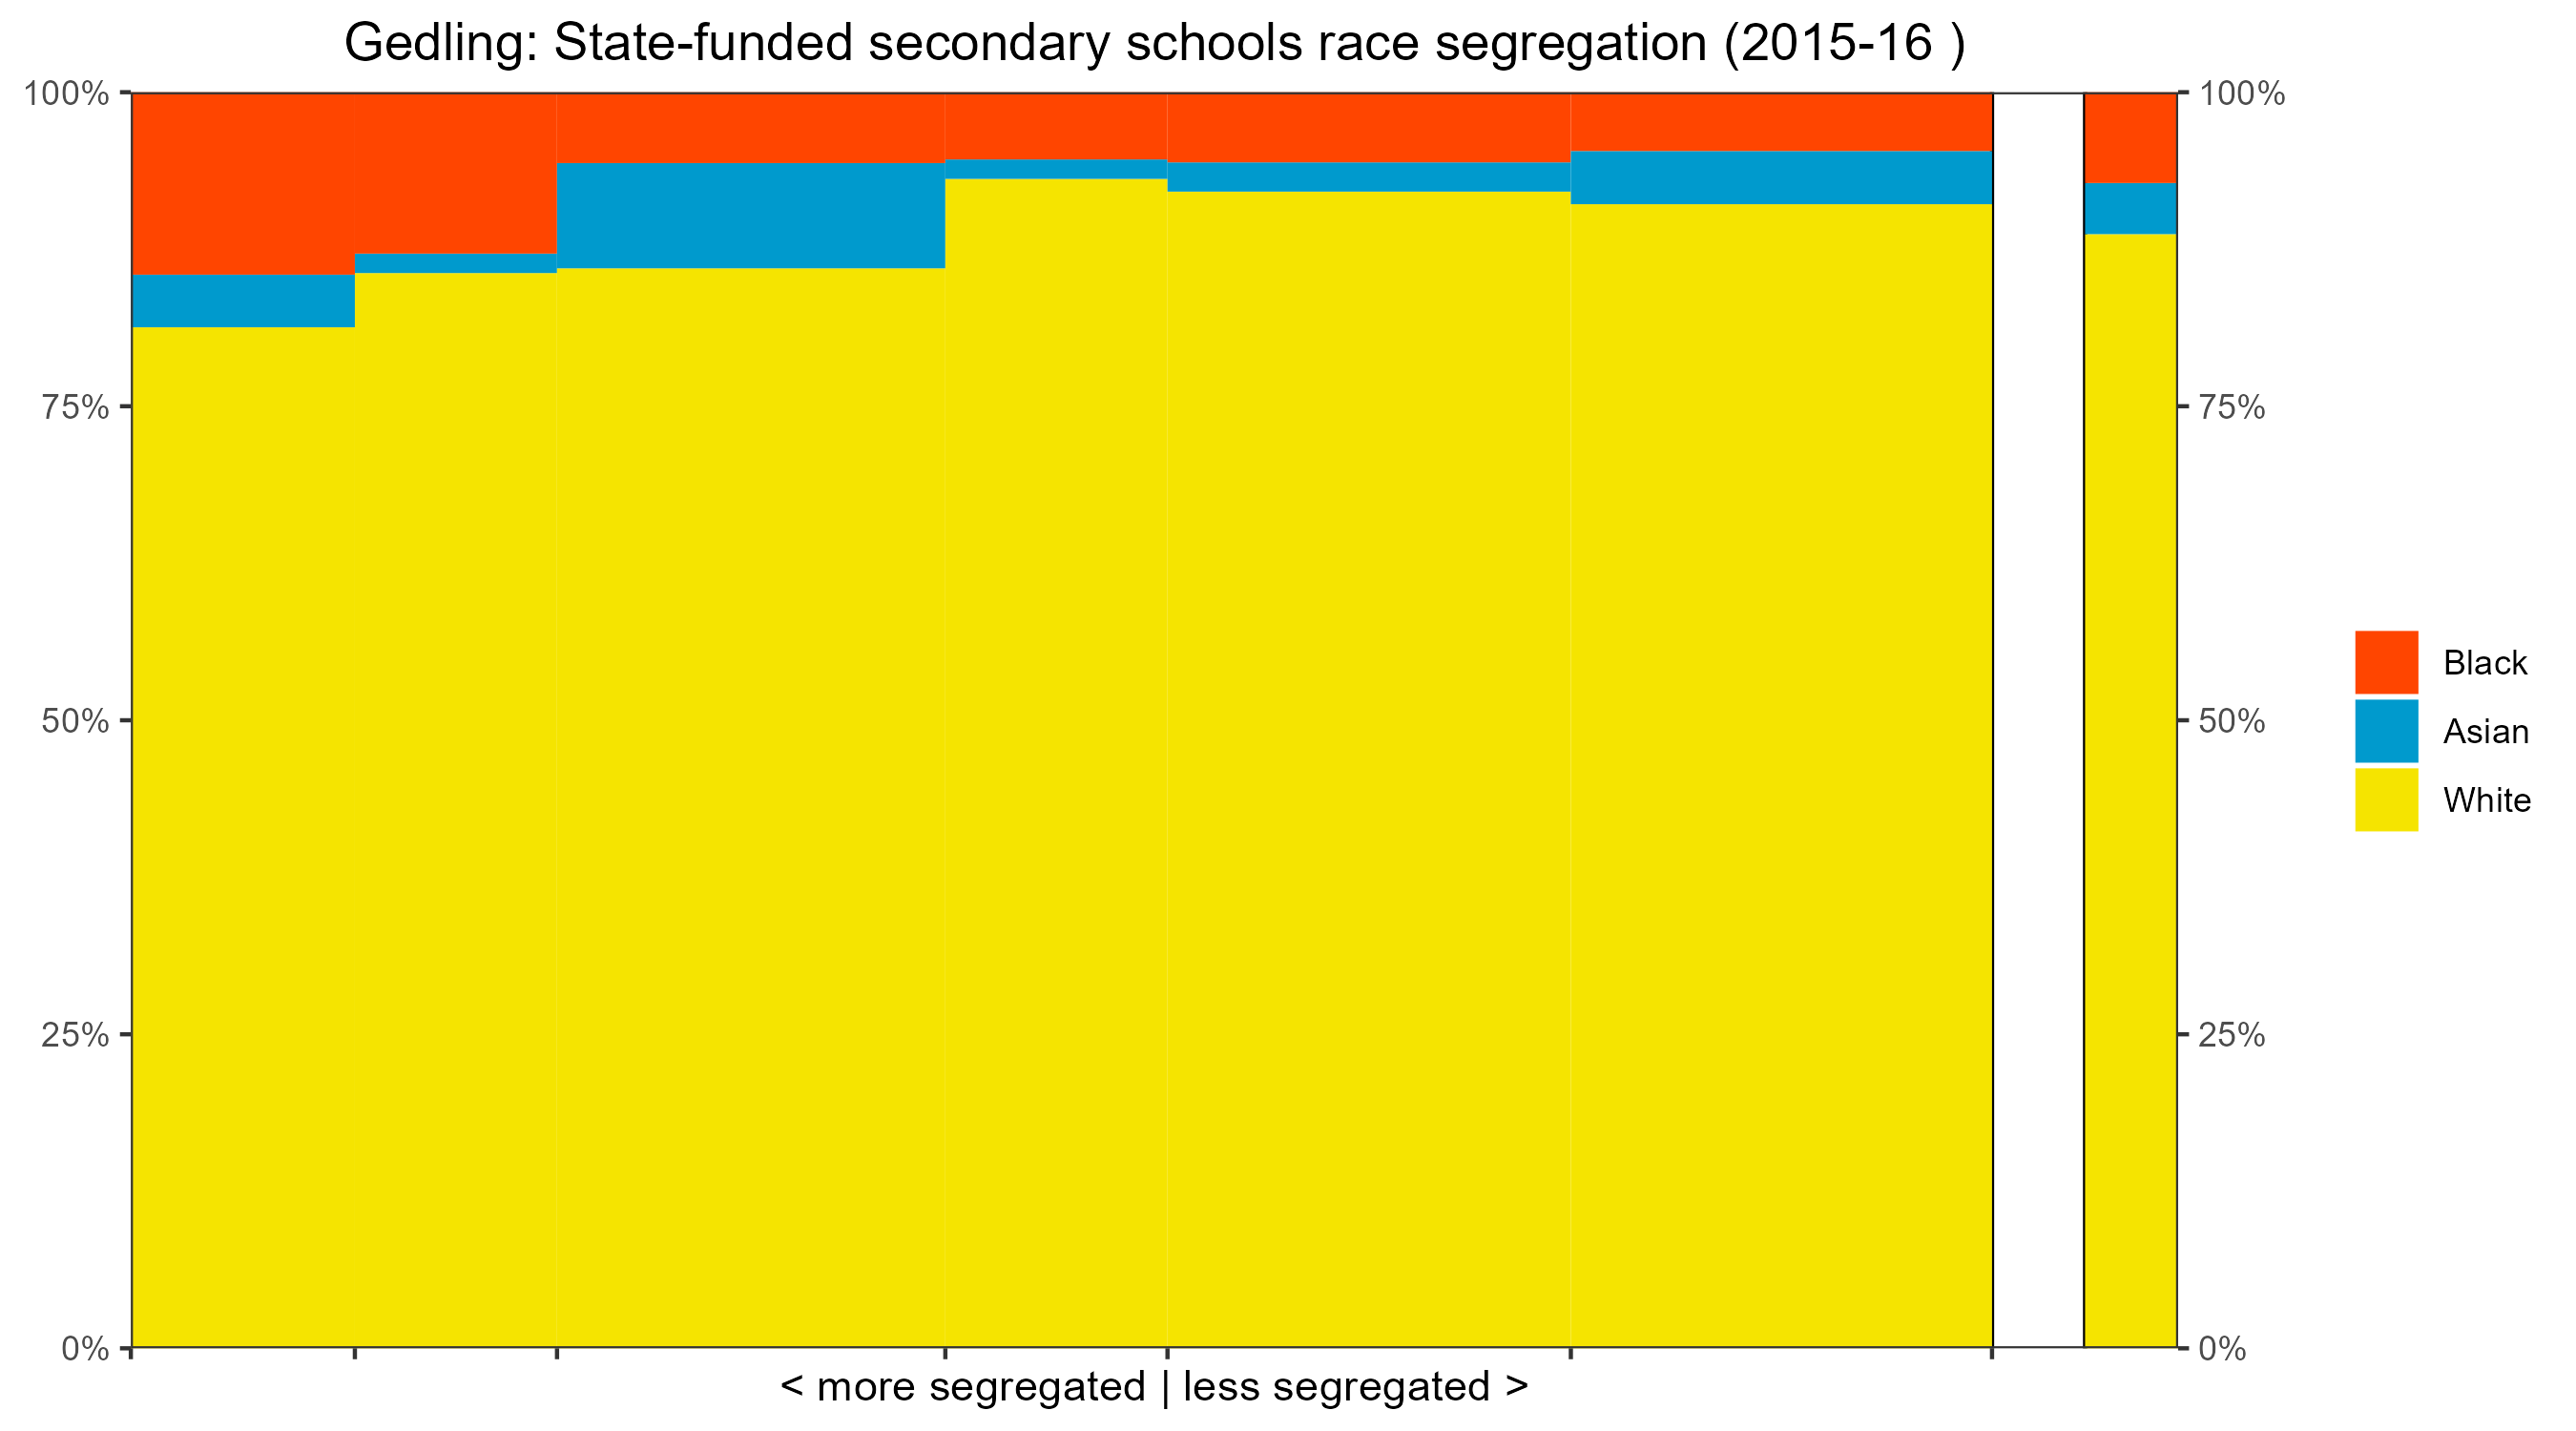 Gedling: State-funded secondary schools race segregation (2015-16 )
100%
75%
50%
25%
0%
100%
75%
50%
25%
0%
Black
Asian
White
< more segregated | less segregated >